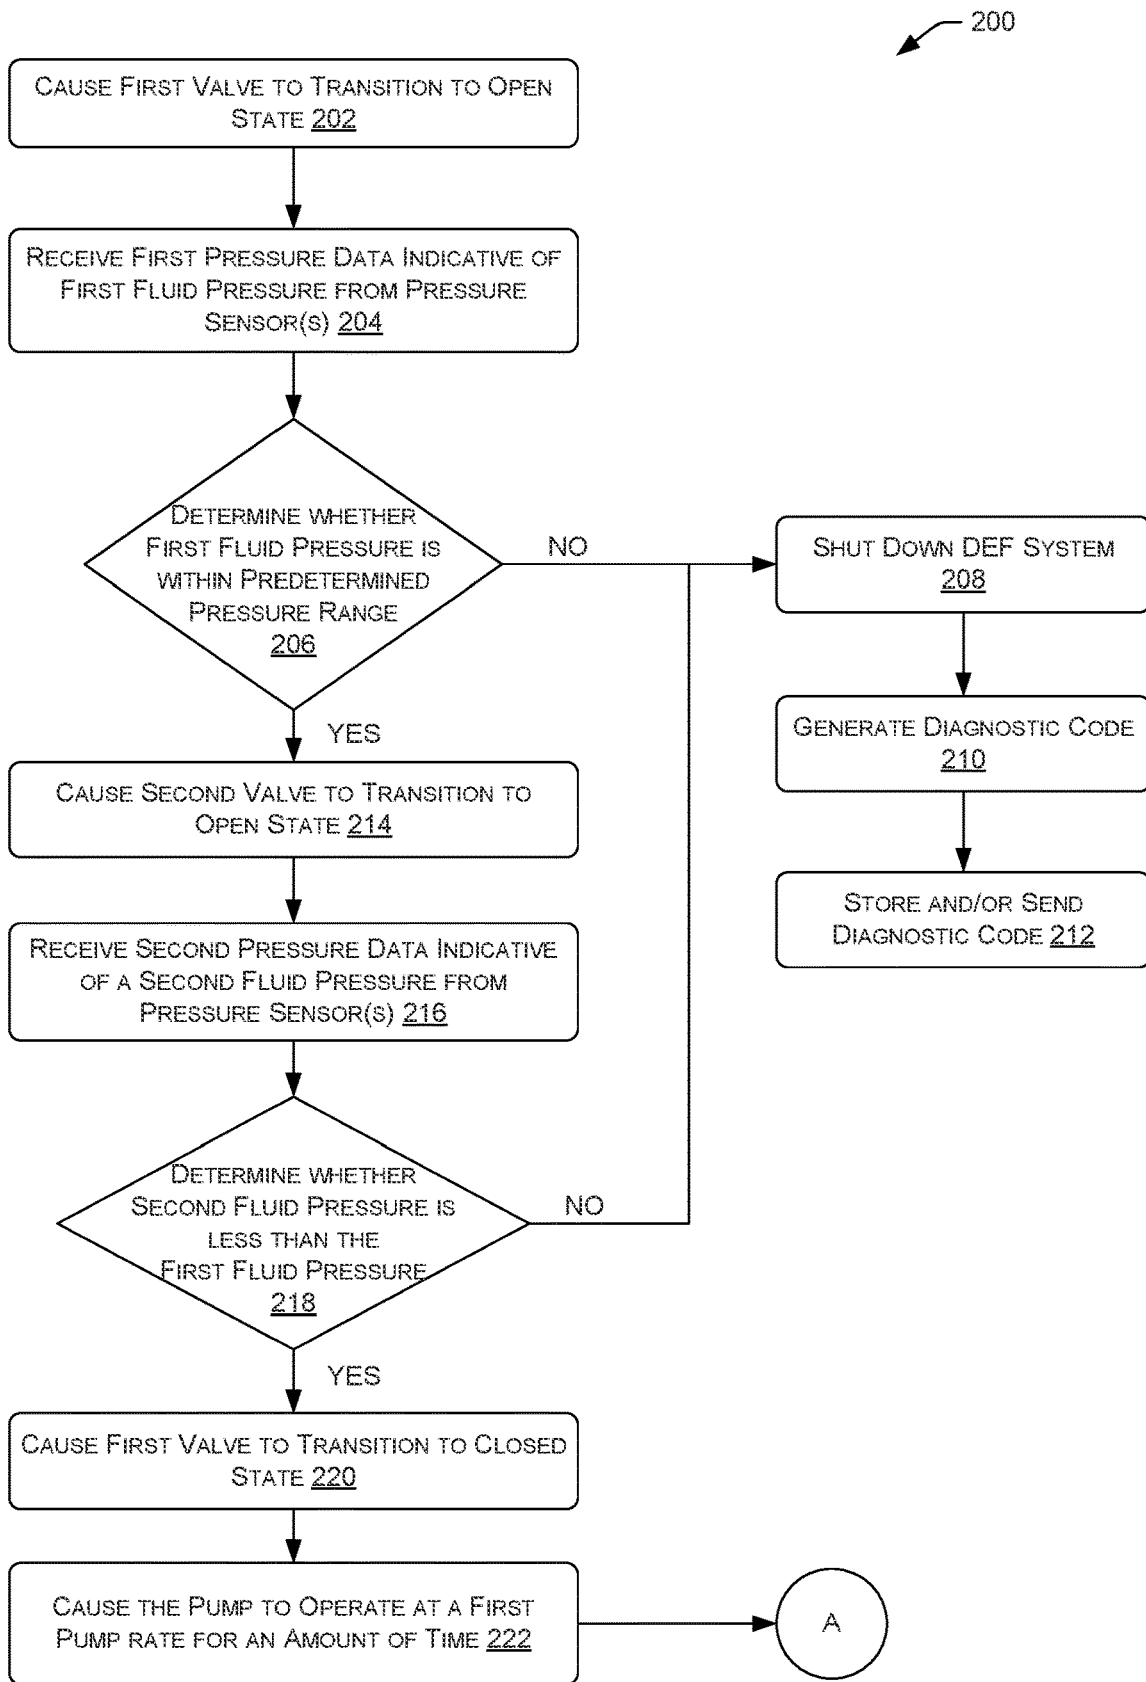 200
Cause First Valve to Transition to Open
State 202
Receive First Pressure Data Indicative of
First Fluid Pressure from Pressure
Sensor(s) 204
Determine whether
First Fluid Pressure is
within Predetermined
Pressure Range
206
NO
YES
Shut Down DEF System
208
Generate Diagnostic Code
210
Store and/or Send
Diagnostic Code 212
Cause Second Valve to Transition to
Open State 214
Receive Second Pressure Data Indicative
of a Second Fluid Pressure from
Pressure Sensor(s) 216
Determine whether
Second Fluid Pressure is
less than the
First Fluid Pressure
218
NO
YES
Cause First Valve to Transition to Closed
State 220
Cause the Pump to Operate at a First
Pump rate for an Amount of Time 222
A